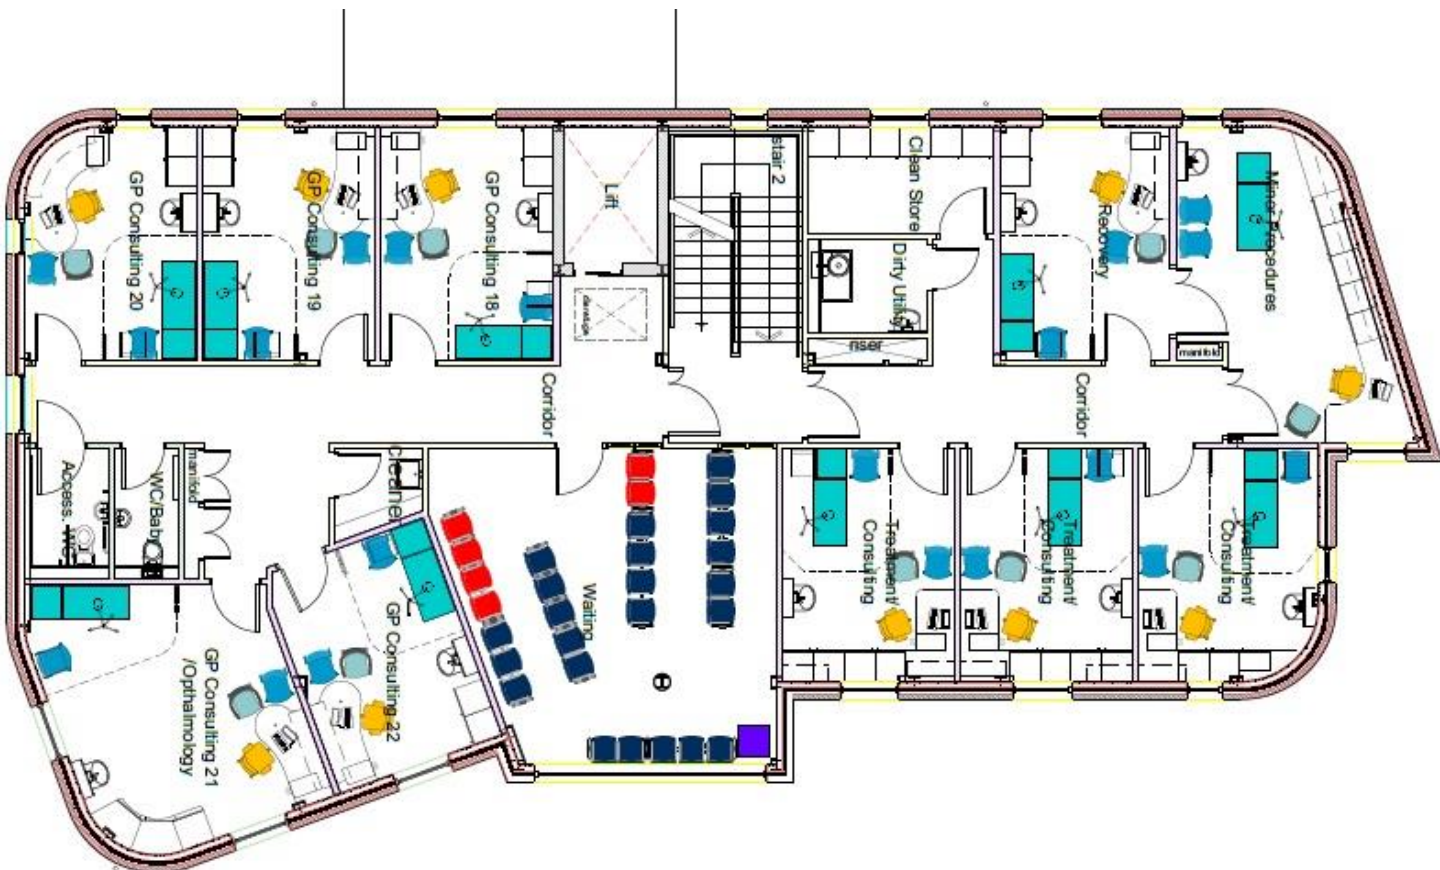 GP Consulting 20
GP Consulting 19
GP Consulting 18
Lift
stair 2
Clean Store
Dirty Utility
riser
Recovery
Minor Procedures
manifold
Corridor
Corridor
Access. WC
WC/Baby
manifold
Cleaner
Waiting
Treatment/
Consulting
Treatment/
Consulting
Treatment/
Consulting
GP Consulting 22
GP Consulting 21
/Opthalmology